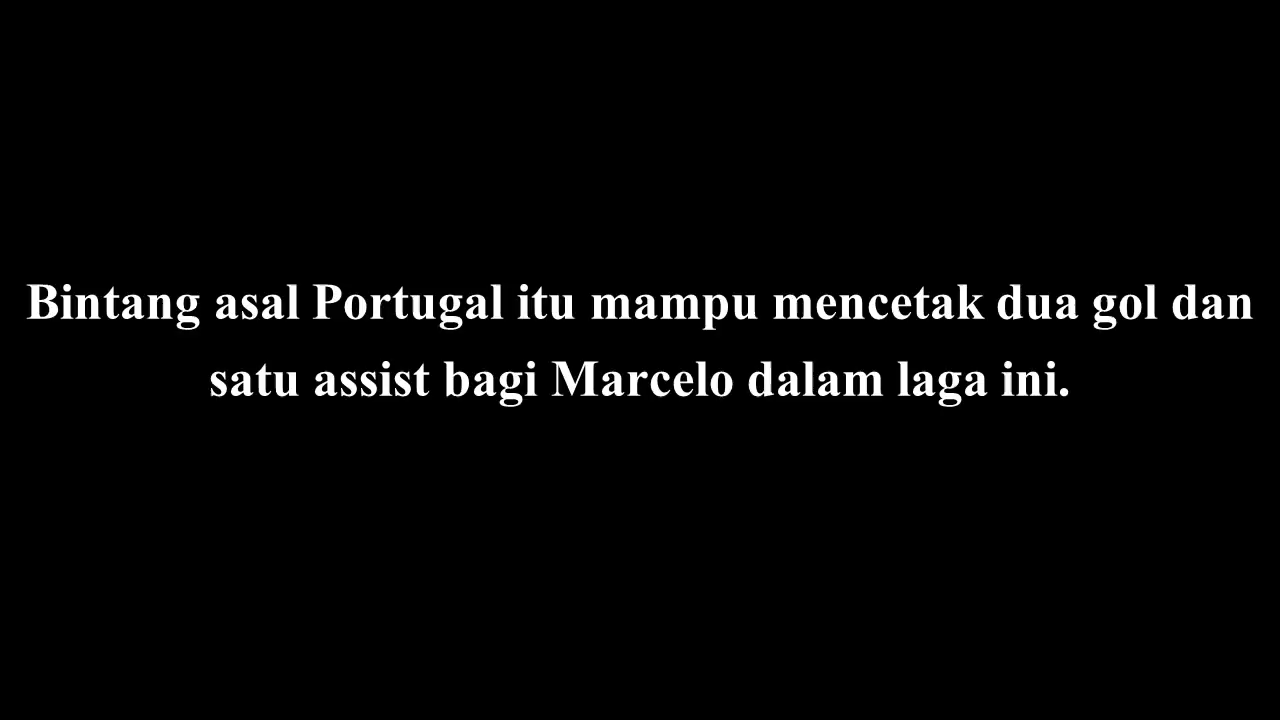 Bintang asal Portugal itu mampu mencetak dua gol dan
satu assist bagi Marcelo dalam laga ini.